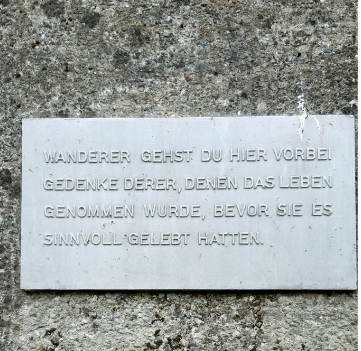 WANDERER GEHST DU HIER VORBEI
GEDENKE DERER, DENEN DAS LEBEN
GENOMMEN WURDE, BEVOR SIE ES
SINNVOLL GELEBT HATTEN.